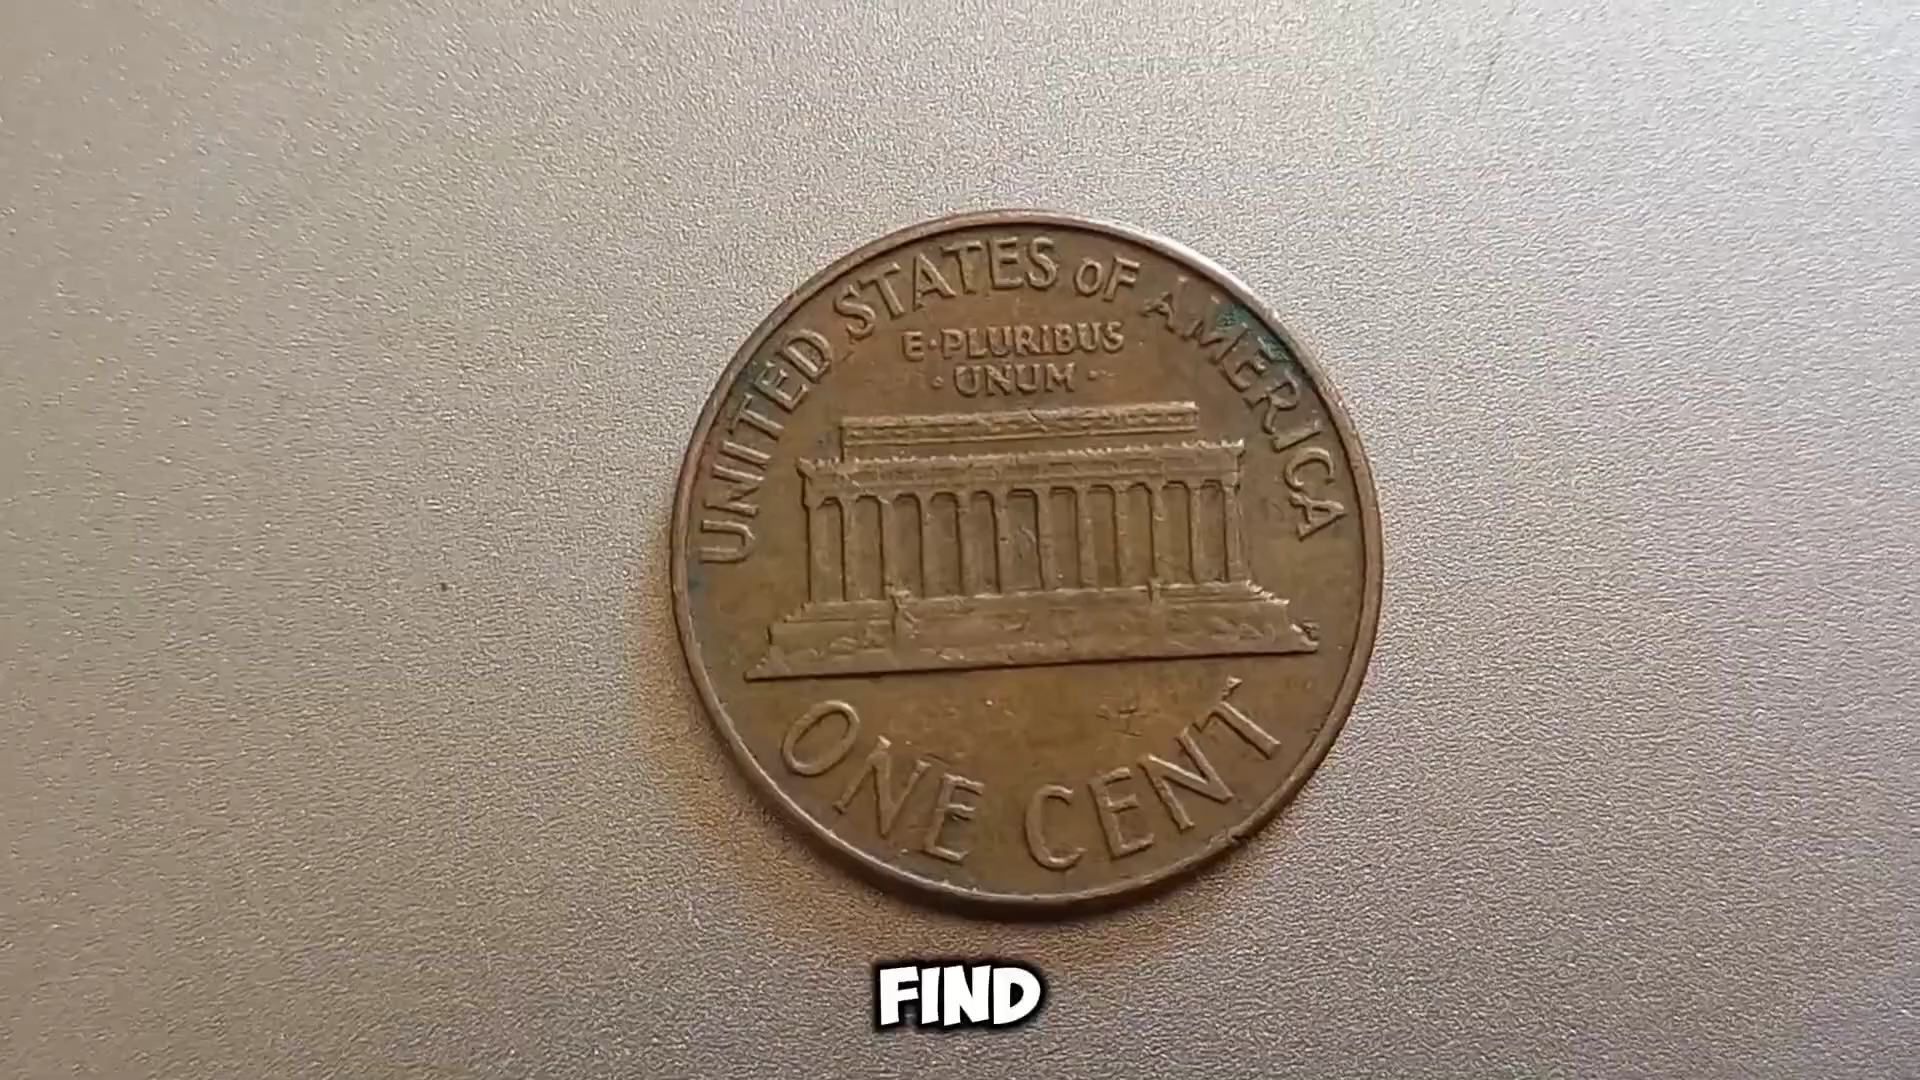 UNITED STATES OF AMERICA
E·PLURIBUS
·UNUM·
ONE CENT
FIND